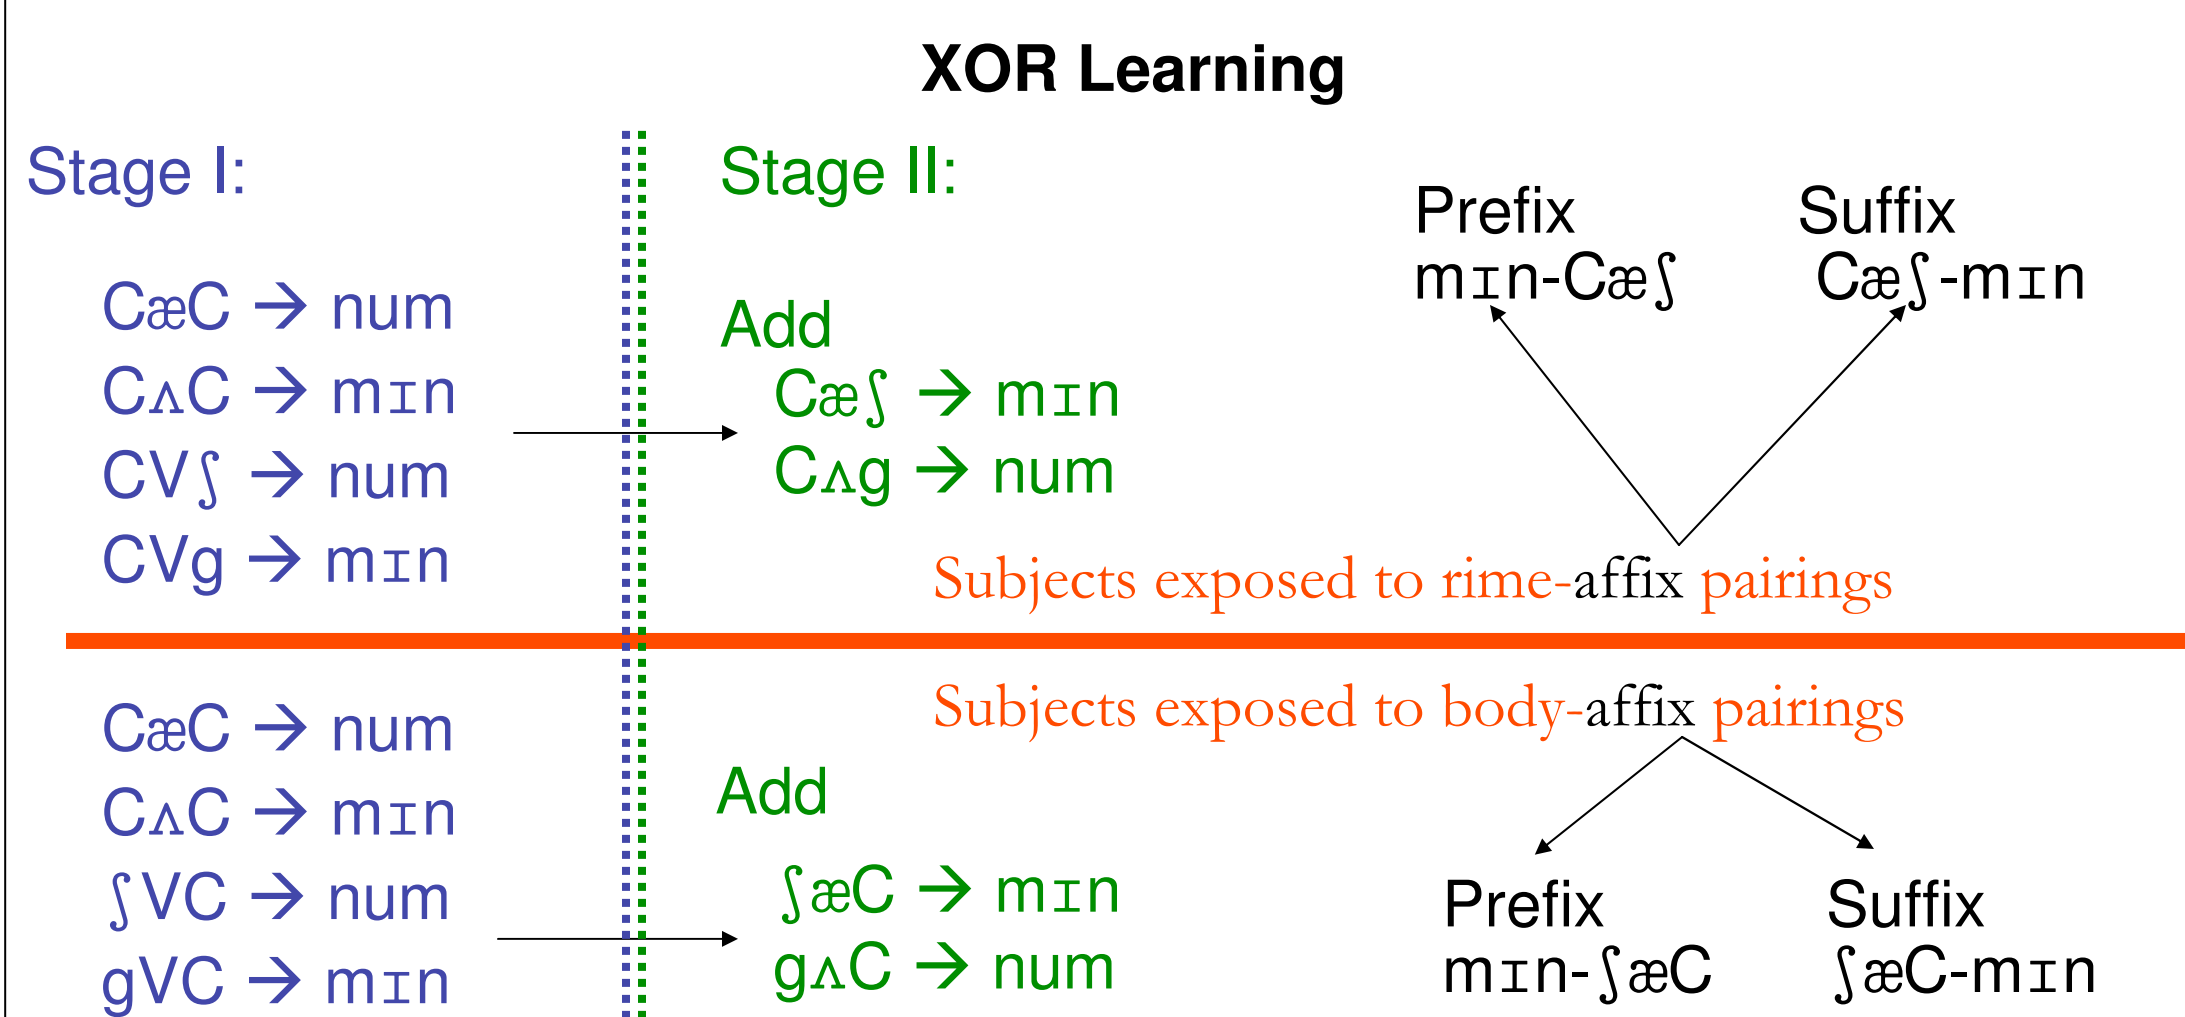 XOR Learning
Stage I:
CæC → num
CʌC → mɪn
CVʃ → num
CVg → mɪn
Stage II:
Add
Cæʃ → mɪn
Cʌg → num
Prefix
mɪn-Cæʃ
Suffix
Cæʃ-mɪn
Subjects exposed to rime-affix pairings
Subjects exposed to body-affix pairings
CæC → num
CʌC → mɪn
ʃVC → num
gVC → mɪn
Add
ʃæC → mɪn
gʌC → num
Prefix
mɪn-ʃæC
Suffix
ʃæC-mɪn